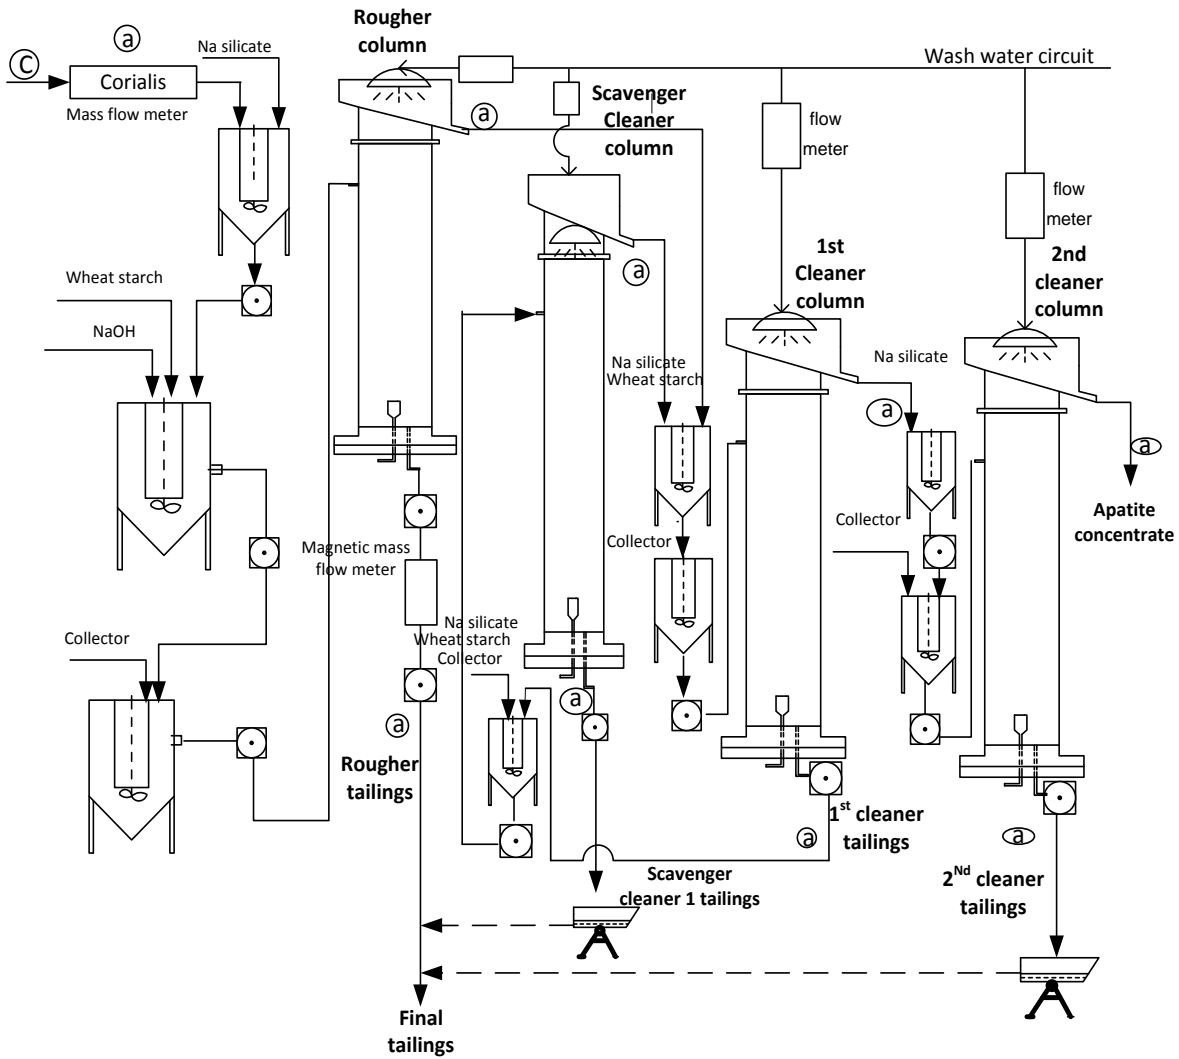 Rougher
column
a
Na silicate
C
Corialis
Mass flow meter
Wash water circuit
Scavenger
Cleaner
column
a
flow
meter
flow
meter
Wheat starch
NaOH
a
1st
Cleaner
column
2nd
cleaner
column
Na silicate
Wheat starch
Na silicate
a
a
Apatite
concentrate
Collector
Collector
Magnetic mass
flow meter
Collector
Na silicate
Wheat starch
Collector
a
a
Rougher
tailings
1st cleaner
tailings
a
a
Scavenger
cleaner 1 tailings
2Nd cleaner
tailings
Final
tailings